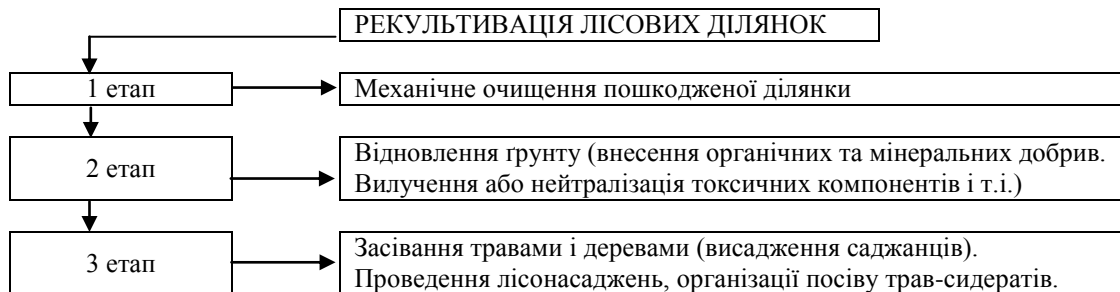 РЕКУЛЬТИВАЦІЯ ЛІСОВИХ ДІЛЯНОК
1 етап
Механічне очищення пошкодженої ділянки
2 етап
Відновлення ґрунту (внесення органічних та мінеральних добрив.
Вилучення або нейтралізація токсичних компонентів і т.і.)
3 етап
Засівання травами і деревами (висадження саджанців).
Проведення лісонасаджень, організації посіву трав-сидератів.